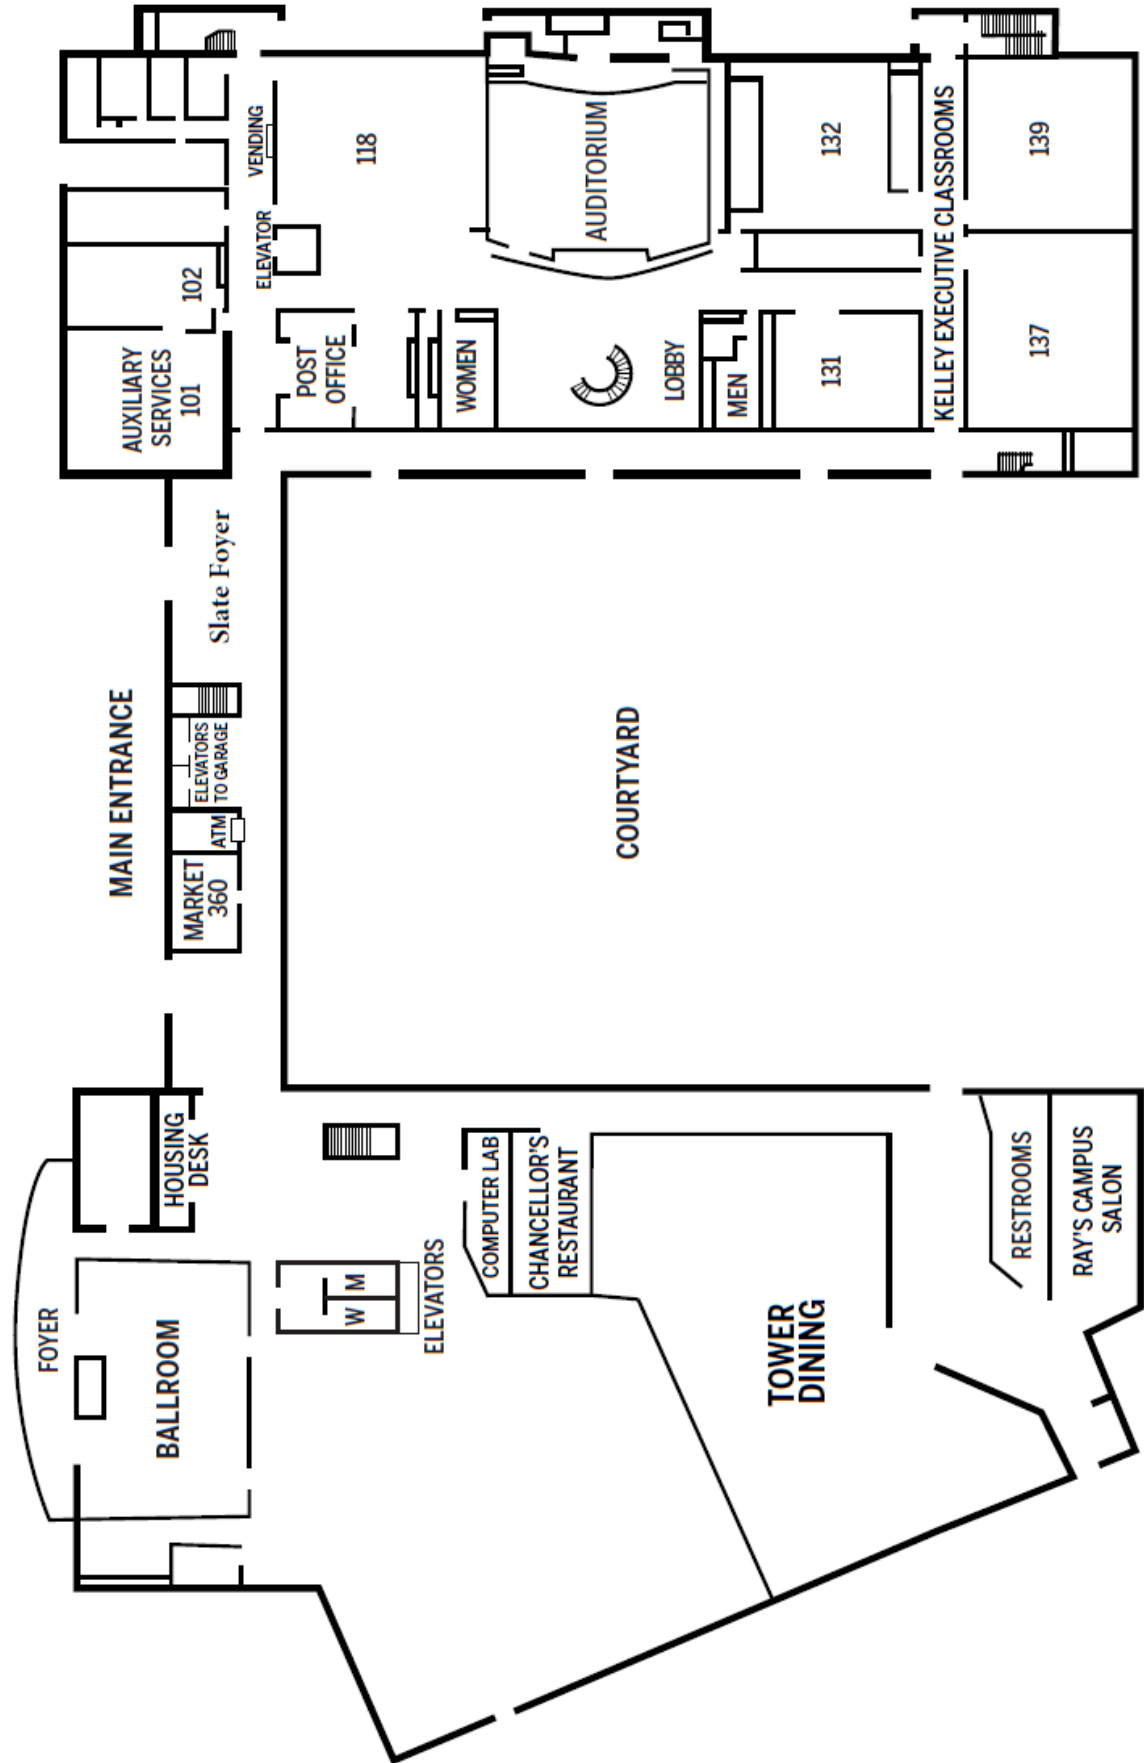 FOYER
BALLROOM
HOUSING
DESK
W M
ELEVATORS
COMPUTER LAB
CHANCELLOR'S
RESTAURANT
TOWER
DINING
RESTROOMS
RAY'S CAMPUS
SALON
MAIN ENTRANCE
MARKET
360
ATM
ELEVATORS
TO GARAGE
Slate Foyer
COURTYARD
AUXILIARY
SERVICES
101
102
VENDING
ELEVATOR
118
POST
OFFICE
WOMEN
AUDITORIUM
LOBBY
MEN
132
131
KELLEY EXECUTIVE CLASSROOMS
139
137